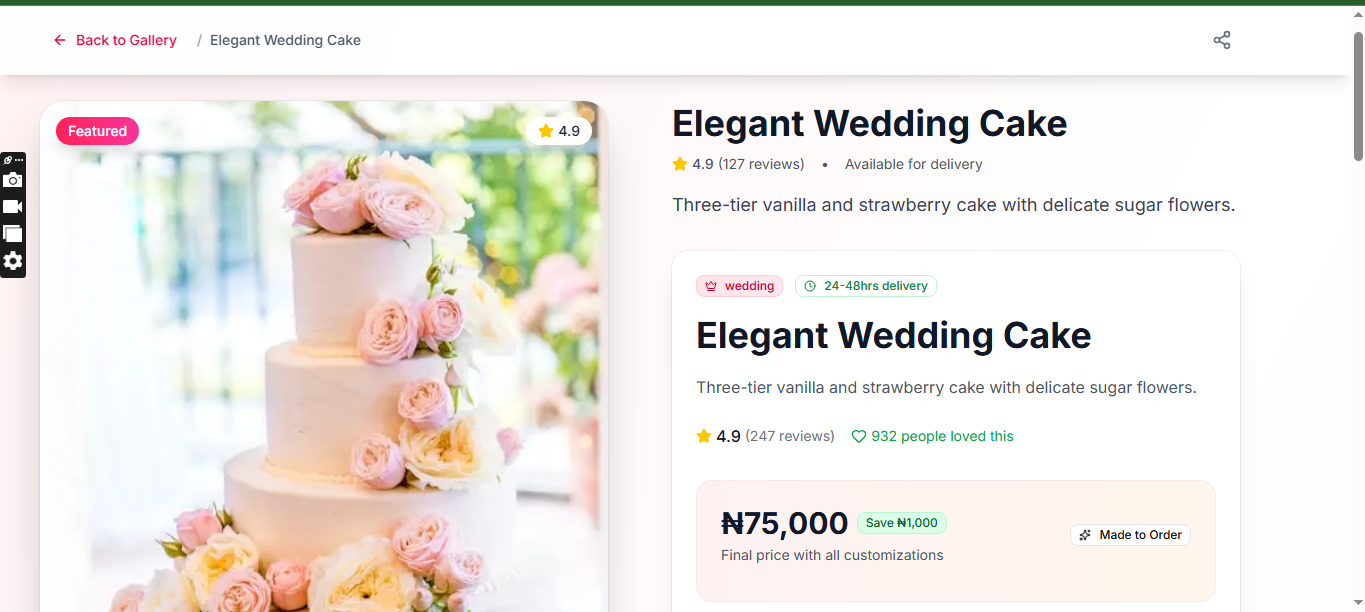 Back to Gallery / Elegant Wedding Cake
Featured
4.9
Elegant Wedding Cake
4.9 (127 reviews) • Available for delivery
Three-tier vanilla and strawberry cake with delicate sugar flowers.
wedding
24-48hrs delivery
Elegant Wedding Cake
Three-tier vanilla and strawberry cake with delicate sugar flowers.
4.9 (247 reviews) 932 people loved this
₦75,000 Save ₦1,000
Final price with all customizations
Made to Order